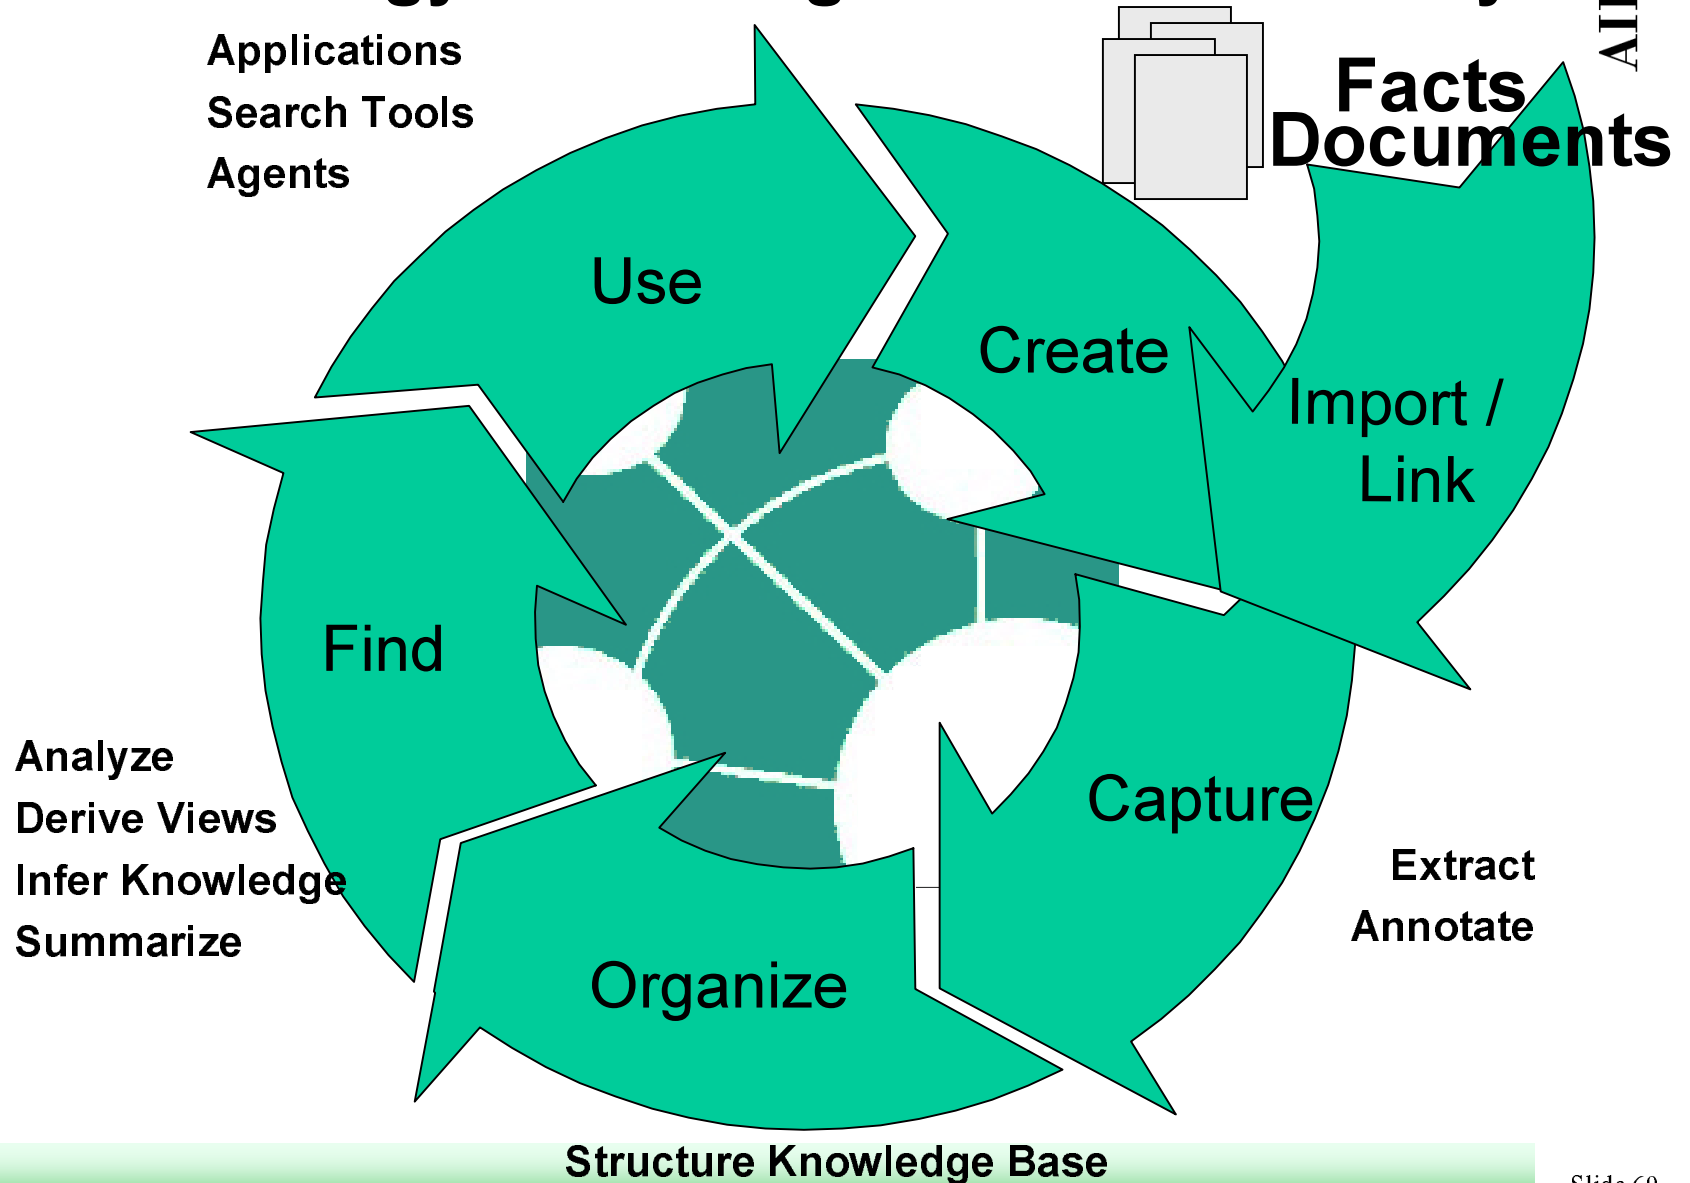 Applications
Search Tools
Agents
Facts
Documents
Use
Create
Import /
Link
Find
Analyze
Derive Views
Infer Knowledge
Summarize
Capture
Extract
Annotate
Organize
Structure Knowledge Base